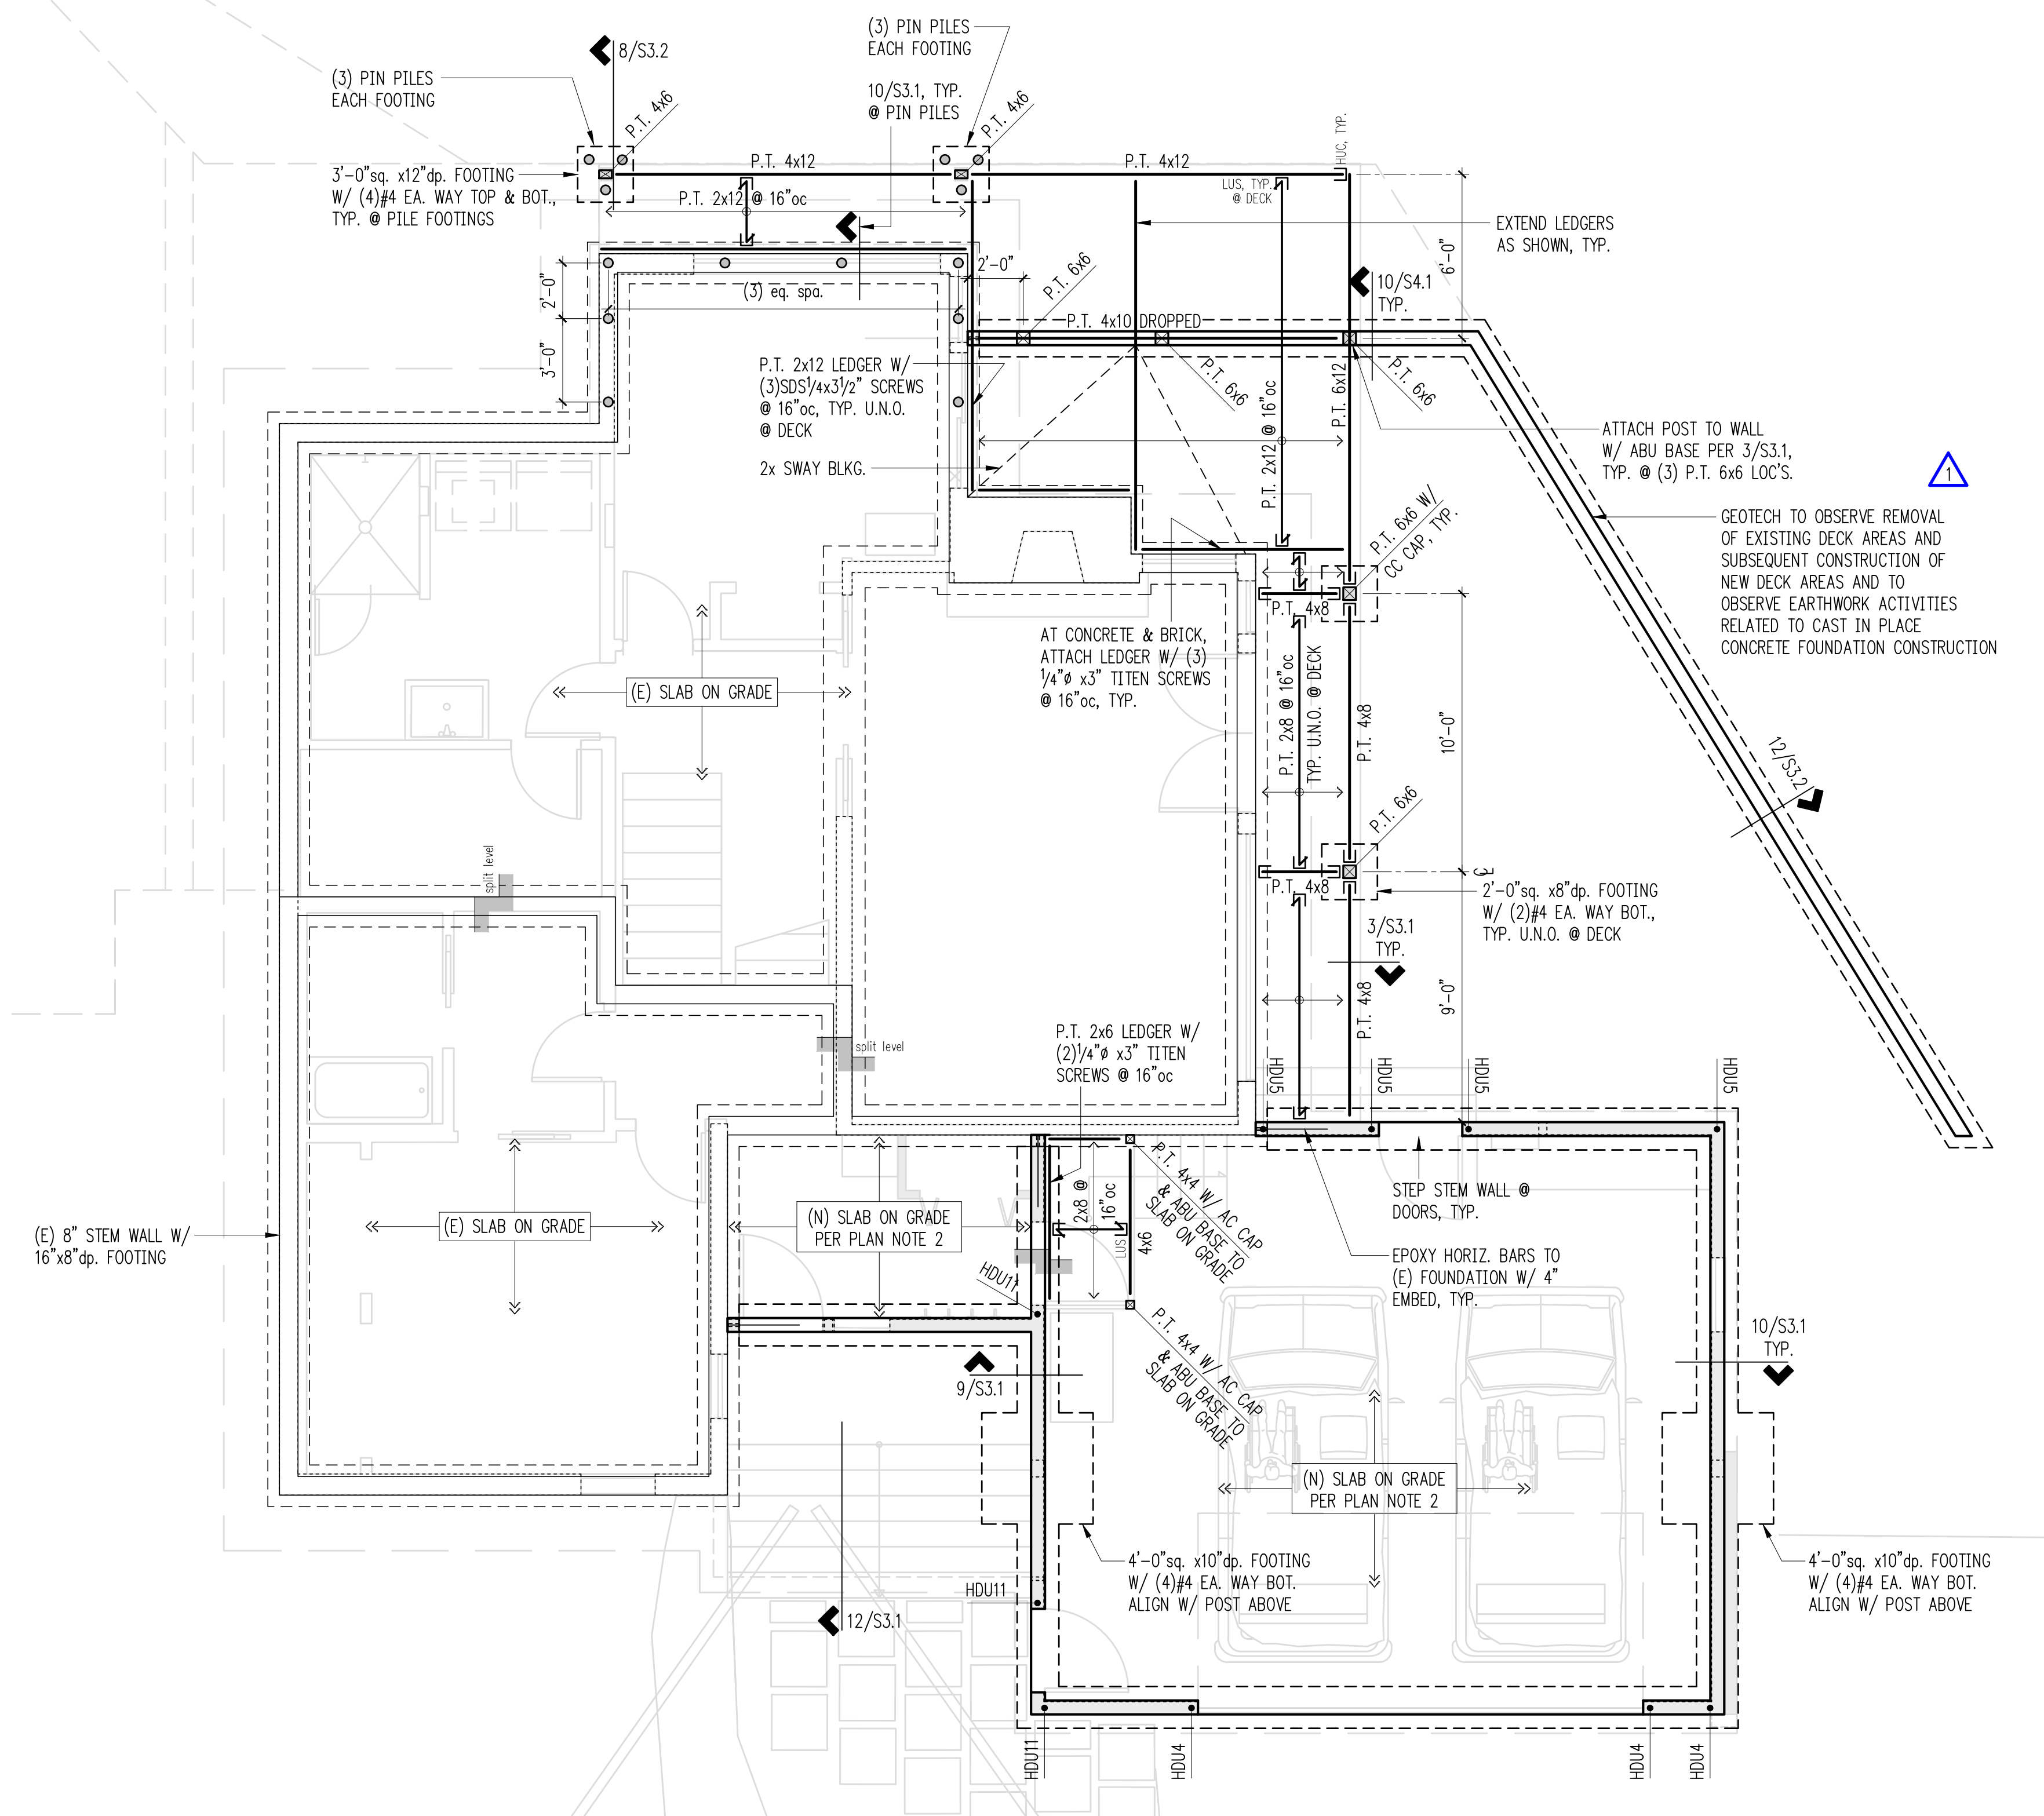 (3) PIN PILES
EACH FOOTING
8/S3.2
(3) PIN PILES
EACH FOOTING
10/S3.1, TYP.
@ PIN PILES
P.T. 4x6
P.T. 4x6
HUC, TYP.
3'-0"sq. x12"dp. FOOTING
W/ (4)#4 EA. WAY TOP & BOT.,
TYP. @ PILE FOOTINGS
P.T. 4x12
P.T. 4x12
P.T. 2x12 @ 16"oc
LUS, TYP.
@ DECK
EXTEND LEDGERS
AS SHOWN, TYP.
6'-0"
2'-0"
3'-0"
(3) eq. spa.
2'-0"
P.T. 6x6
10/S4.1
TYP.
P.T. 4x10 DROPPED
P.T. 2x12 LEDGER W/
(3)SDS1/4x31/2" SCREWS
@ 16"oc, TYP. U.N.O.
@ DECK
2x SWAY BLKG.
P.T. 6x6
P.T. 2x12 @ 16"oc
P.T. 6x12
P.T. 6x6
ATTACH POST TO WALL
W/ ABU BASE PER 3/S3.1,
TYP. @ (3) P.T. 6x6 LOC'S.
1
GEOTECH TO OBSERVE REMOVAL
OF EXISTING DECK AREAS AND
SUBSEQUENT CONSTRUCTION OF
NEW DECK AREAS AND TO
OBSERVE EARTHWORK ACTIVITIES
RELATED TO CAST IN PLACE
CONCRETE FOUNDATION CONSTRUCTION
P.T. 6x6 W/
CC CAP, TYP.
P.T. 4x8
AT CONCRETE & BRICK,
ATTACH LEDGER W/ (3)
1/4"ø x3" TITEN SCREWS
@ 16"oc, TYP.
(E) SLAB ON GRADE
P.T. 2x8 @ 16"oc
TYP. U.N.O. @ DECK
P.T. 4x8
10'-0"
12/S3.2
P.T. 6x6
P.T. 4x8
2'-0"sq. x8"dp. FOOTING
W/ (2)#4 EA. WAY BOT.,
TYP. U.N.O. @ DECK
split level
3/S3.1
TYP.
P.T. 4x8
9'-0"
split level
P.T. 2x6 LEDGER W/
(2)1/4"ø x3" TITEN
SCREWS @ 16"oc
HDU5
HDU5
HDU5
HDU5
(E) 8" STEM WALL W/
16"x8"dp. FOOTING
(E) SLAB ON GRADE
(N) SLAB ON GRADE
PER PLAN NOTE 2
2x8 @
16"oc
LUS
4x6
P.T. 4x4 W/ AC CAP
& ABU BASE TO
SLAB ON GRADE
STEP STEM WALL @
DOORS, TYP.
EPOXY HORIZ. BARS TO
(E) FOUNDATION W/ 4"
EMBED, TYP.
HDU11
P.T. 4x4 W/ AC CAP
& ABU BASE TO
SLAB ON GRADE
10/S3.1
TYP.
9/S3.1
(N) SLAB ON GRADE
PER PLAN NOTE 2
4'-0"sq. x10"dp. FOOTING
W/ (4)#4 EA. WAY BOT.
ALIGN W/ POST ABOVE
4'-0"sq. x10"dp. FOOTING
W/ (4)#4 EA. WAY BOT.
ALIGN W/ POST ABOVE
HDU11
12/S3.1
HDU11
HDU4
HDU4
HDU4